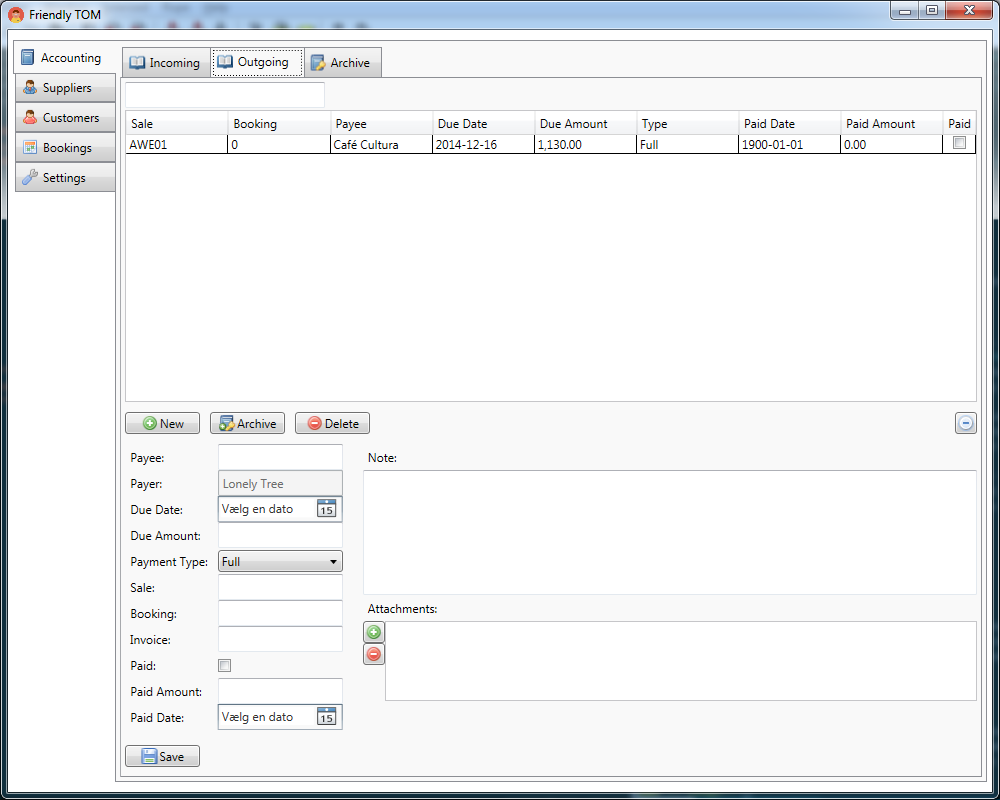 Friendly TOM
Accounting
Suppliers
Customers
Bookings
Settings
Incoming Outgoing Archive
Sale Booking Payee Due Date Due Amount Type Paid Date Paid Amount Paid
AWE01 0 Café Cultura 2014-12-16 1,130.00 Full 1900-01-01 0.00
New Archive Delete
Payee:
Payer: Lonely Tree
Due Date: Vælg en dato 15
Due Amount:
Payment Type: Full
Sale:
Booking:
Invoice:
Paid:
Paid Amount:
Paid Date: Vælg en dato 15
Save
Note:
Attachments: